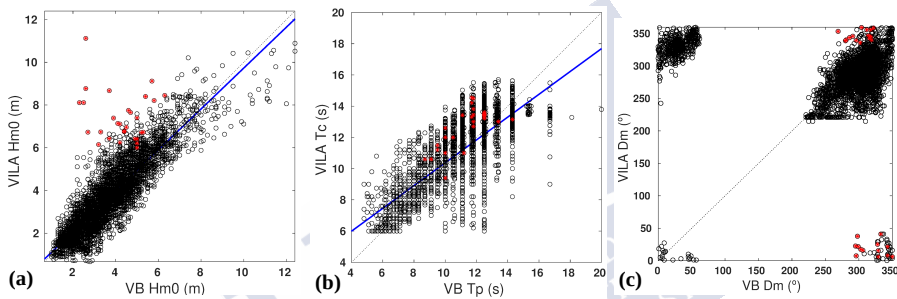 12
10
8
6
4
2
2 4 6 8 10 12
VILA Hm0 (m)
VB Hm0 (m)
(a)
20
18
16
14
12
10
8
6
4
4 6 8 10 12 14 16 18 20
VILA Tc (s)
VB Tp (s)
(b)
350
300
250
200
150
100
50
0
0 50 100 150 200 250 300 350
VILA Dm (º)
VB Dm (º)
(c)